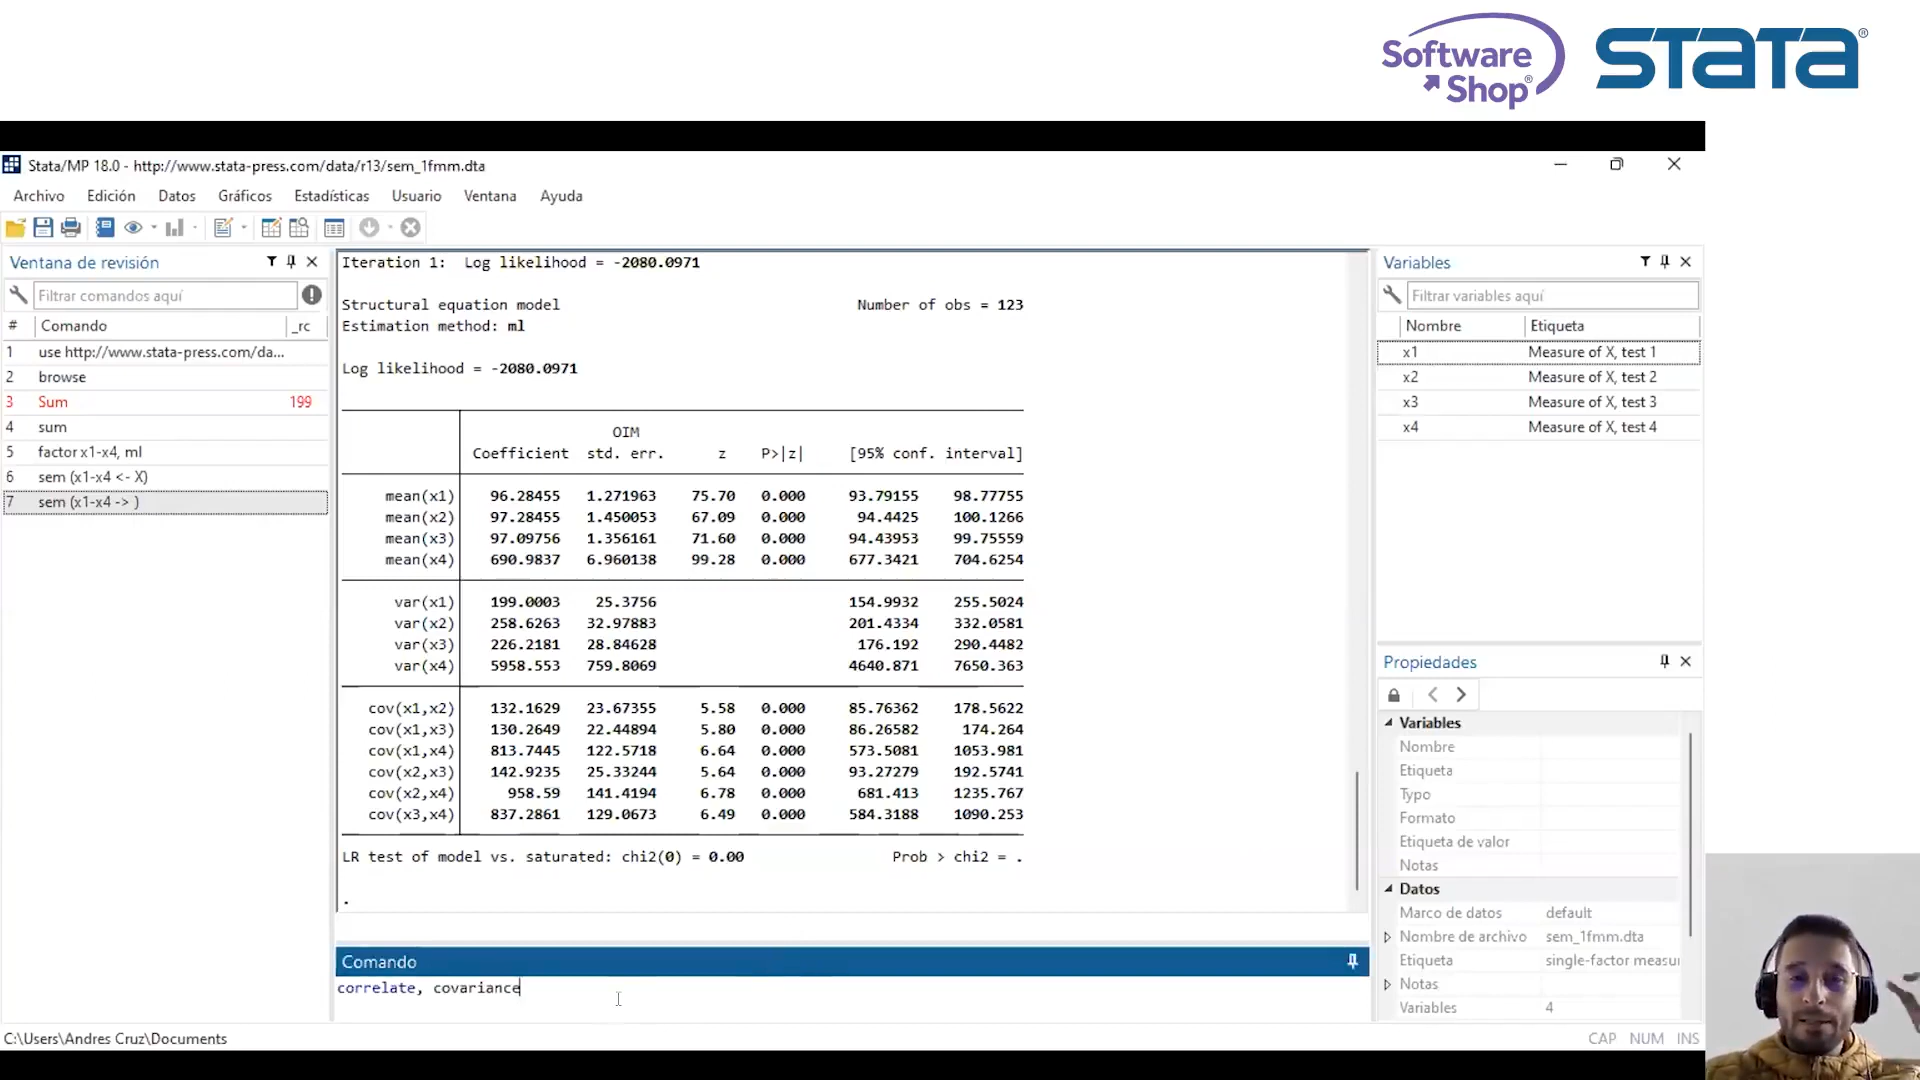 Software
Shop®
STATA®
Stata/MP 18.0 - http://www.stata-press.com/data/r13/sem_1fmm.dta
Archivo Edición Datos Gráficos Estadísticas Usuario Ventana Ayuda
Ventana de revisión
Filtrar comandos aquí
# Comando _rc
1 use http://www.stata-press.com/da...
2 browse
3 Sum 199
4 sum
5 factor x1-x4, ml
6 sem (x1-x4 <- X)
7 sem (x1-x4 -> )
Iteration 1: Log likelihood = -2080.0971
Structural equation model Number of obs = 123
Estimation method: ml
Log likelihood = -2080.0971
OIM
Coefficient std. err. z P>|z| [95% conf. interval]
mean(x1) 96.28455 1.271963 75.70 0.000 93.79155 98.77755
mean(x2) 97.28455 1.450053 67.09 0.000 94.4425 100.1266
mean(x3) 97.09756 1.356161 71.60 0.000 94.43953 99.75559
mean(x4) 690.9837 6.960138 99.28 0.000 677.3421 704.6254
var(x1) 199.0003 25.3756 154.9932 255.5024
var(x2) 258.6263 32.97883 201.4334 332.0581
var(x3) 226.2181 28.84628 176.192 290.4482
var(x4) 5958.553 759.8069 4640.871 7650.363
cov(x1,x2) 132.1629 23.67355 5.58 0.000 85.76362 178.5622
cov(x1,x3) 130.2649 22.44894 5.80 0.000 86.26582 174.264
cov(x1,x4) 813.7445 122.5718 6.64 0.000 573.5081 1053.981
cov(x2,x3) 142.9235 25.33244 5.64 0.000 93.27279 192.5741
cov(x2,x4) 958.59 141.4194 6.78 0.000 681.413 1235.767
cov(x3,x4) 837.2861 129.0673 6.49 0.000 584.3188 1090.253
LR test of model vs. saturated: chi2(0) = 0.00 Prob > chi2 = .
.
Comando
correlate, covariance
Variables
Filtrar variables aquí
Nombre Etiqueta
x1 Measure of X, test 1
x2 Measure of X, test 2
x3 Measure of X, test 3
x4 Measure of X, test 4
Propiedades
Variables
Nombre
Etiqueta
Typo
Formato
Etiqueta de valor
Notas
Datos
Marco de datos default
Nombre de archivo sem_1fmm.dta
Etiqueta single-factor measu
Notas
Variables 4
C:\Users\Andres Cruz\Documents
CAP NUM INS